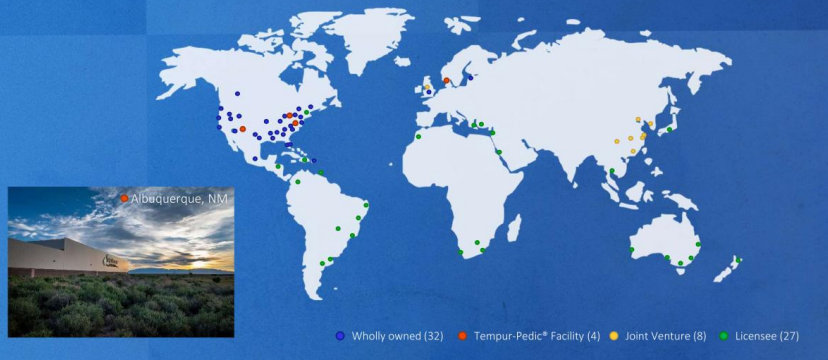 Albuquerque, NM
Wholly owned (32) Tempur-Pedic® Facility (4) Joint Venture (8) Licensee (27)